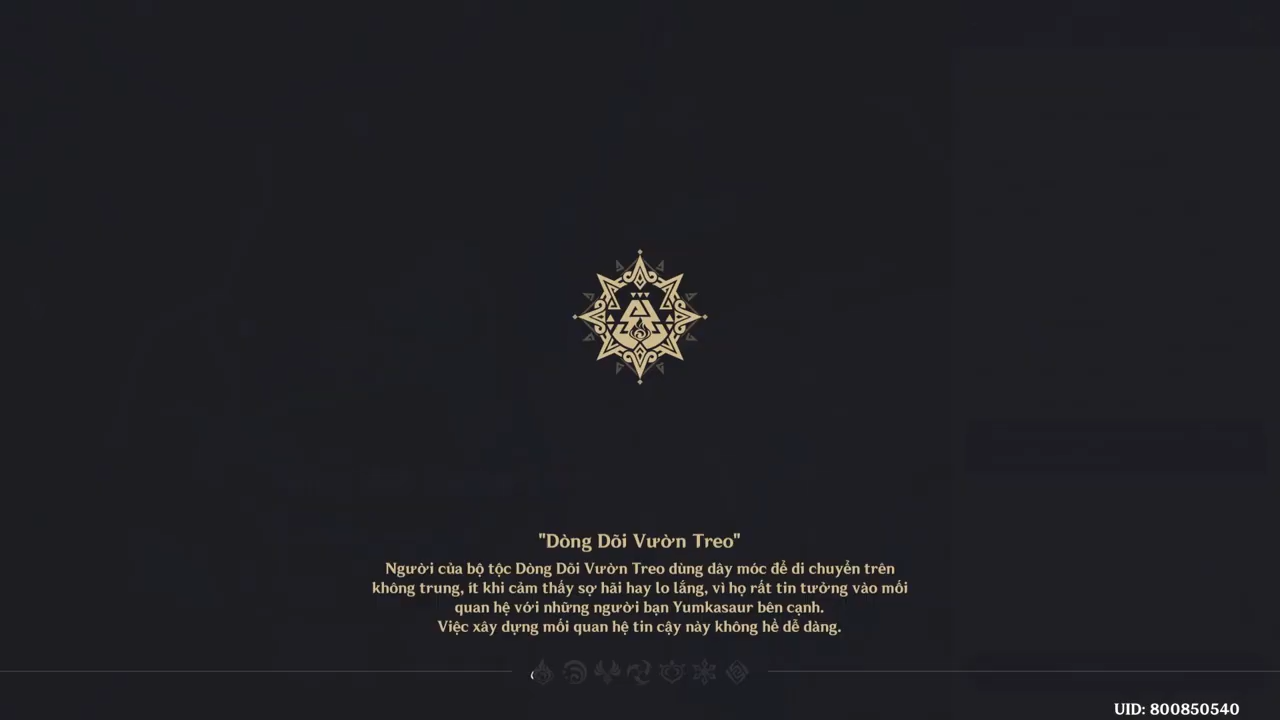 "Dòng Dõi Vườn Treo"
Người của bộ tộc Dòng Dõi Vườn Treo dùng dây móc để di chuyển trên
không trung, ít khi cảm thấy sợ hãi hay lo lắng, vì họ rất tin tưởng vào mối
quan hệ với những người bạn Yumkasaur bên cạnh.
Việc xây dựng mối quan hệ tin cậy này không hề dễ dàng.
UID: 800850540